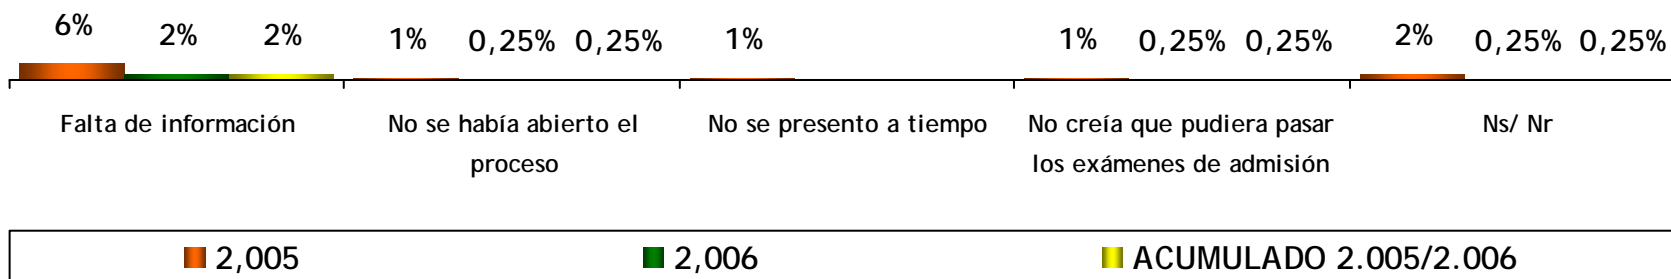 6% 2% 2% 1% 0,25% 0,25% 1% 1% 0,25% 0,25% 2% 0,25% 0,25%
Falta de información No se había abierto el No se presento a tiempo No creía que pudiera pasar Ns/ Nr
proceso los exámenes de admisión
2,005 2,006 ACUMULADO 2.005/2.006